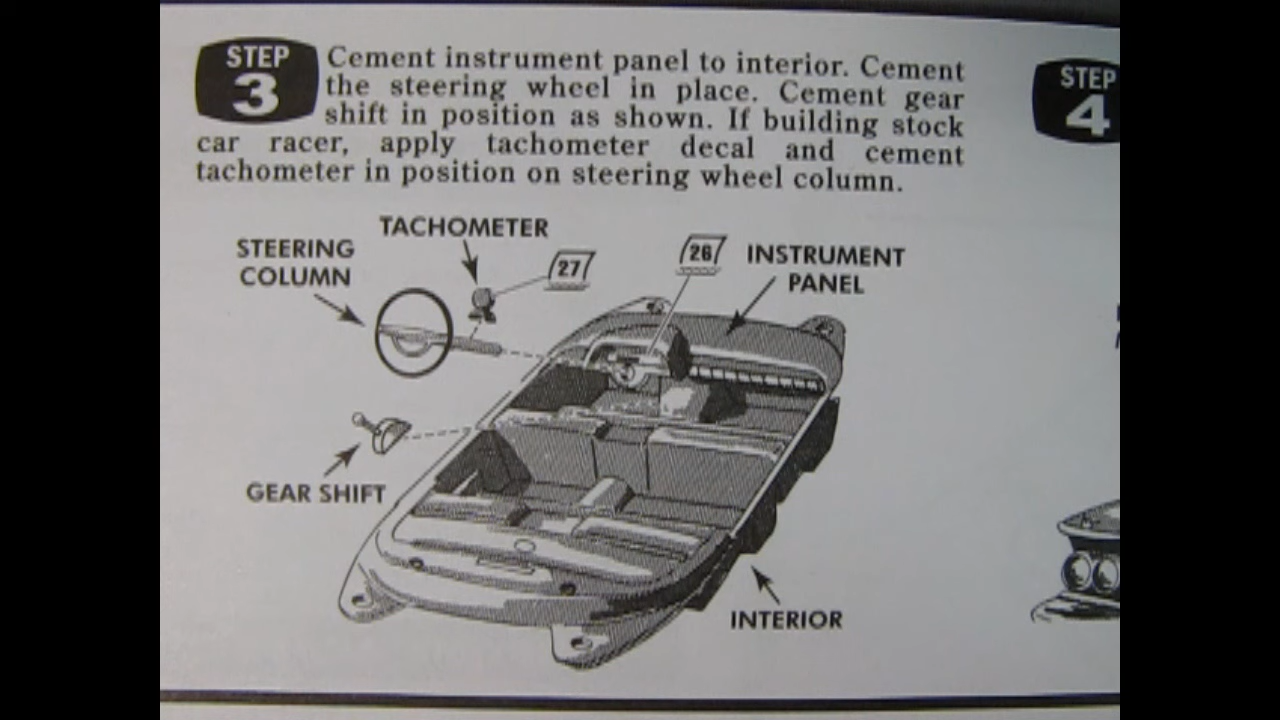 STEP
3
Cement instrument panel to interior. Cement
the steering wheel in place. Cement gear
shift in position as shown. If building stock
car racer, apply tachometer decal and cement
tachometer in position on steering wheel column.
STEP
4
TACHOMETER
STEERING
COLUMN
27
26
INSTRUMENT
PANEL
GEAR SHIFT
INTERIOR